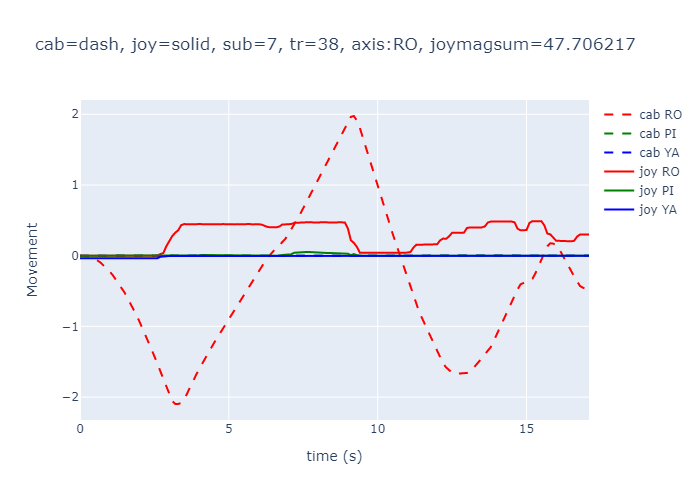 cab=dash, joy=solid, sub=7, tr=38, axis:RO, joymagsum=47.706217
cab RO
cab PI
cab YA
joy RO
joy PI
joy YA
Movement
2
1
0
−1
−2
0
5
10
15
time (s)